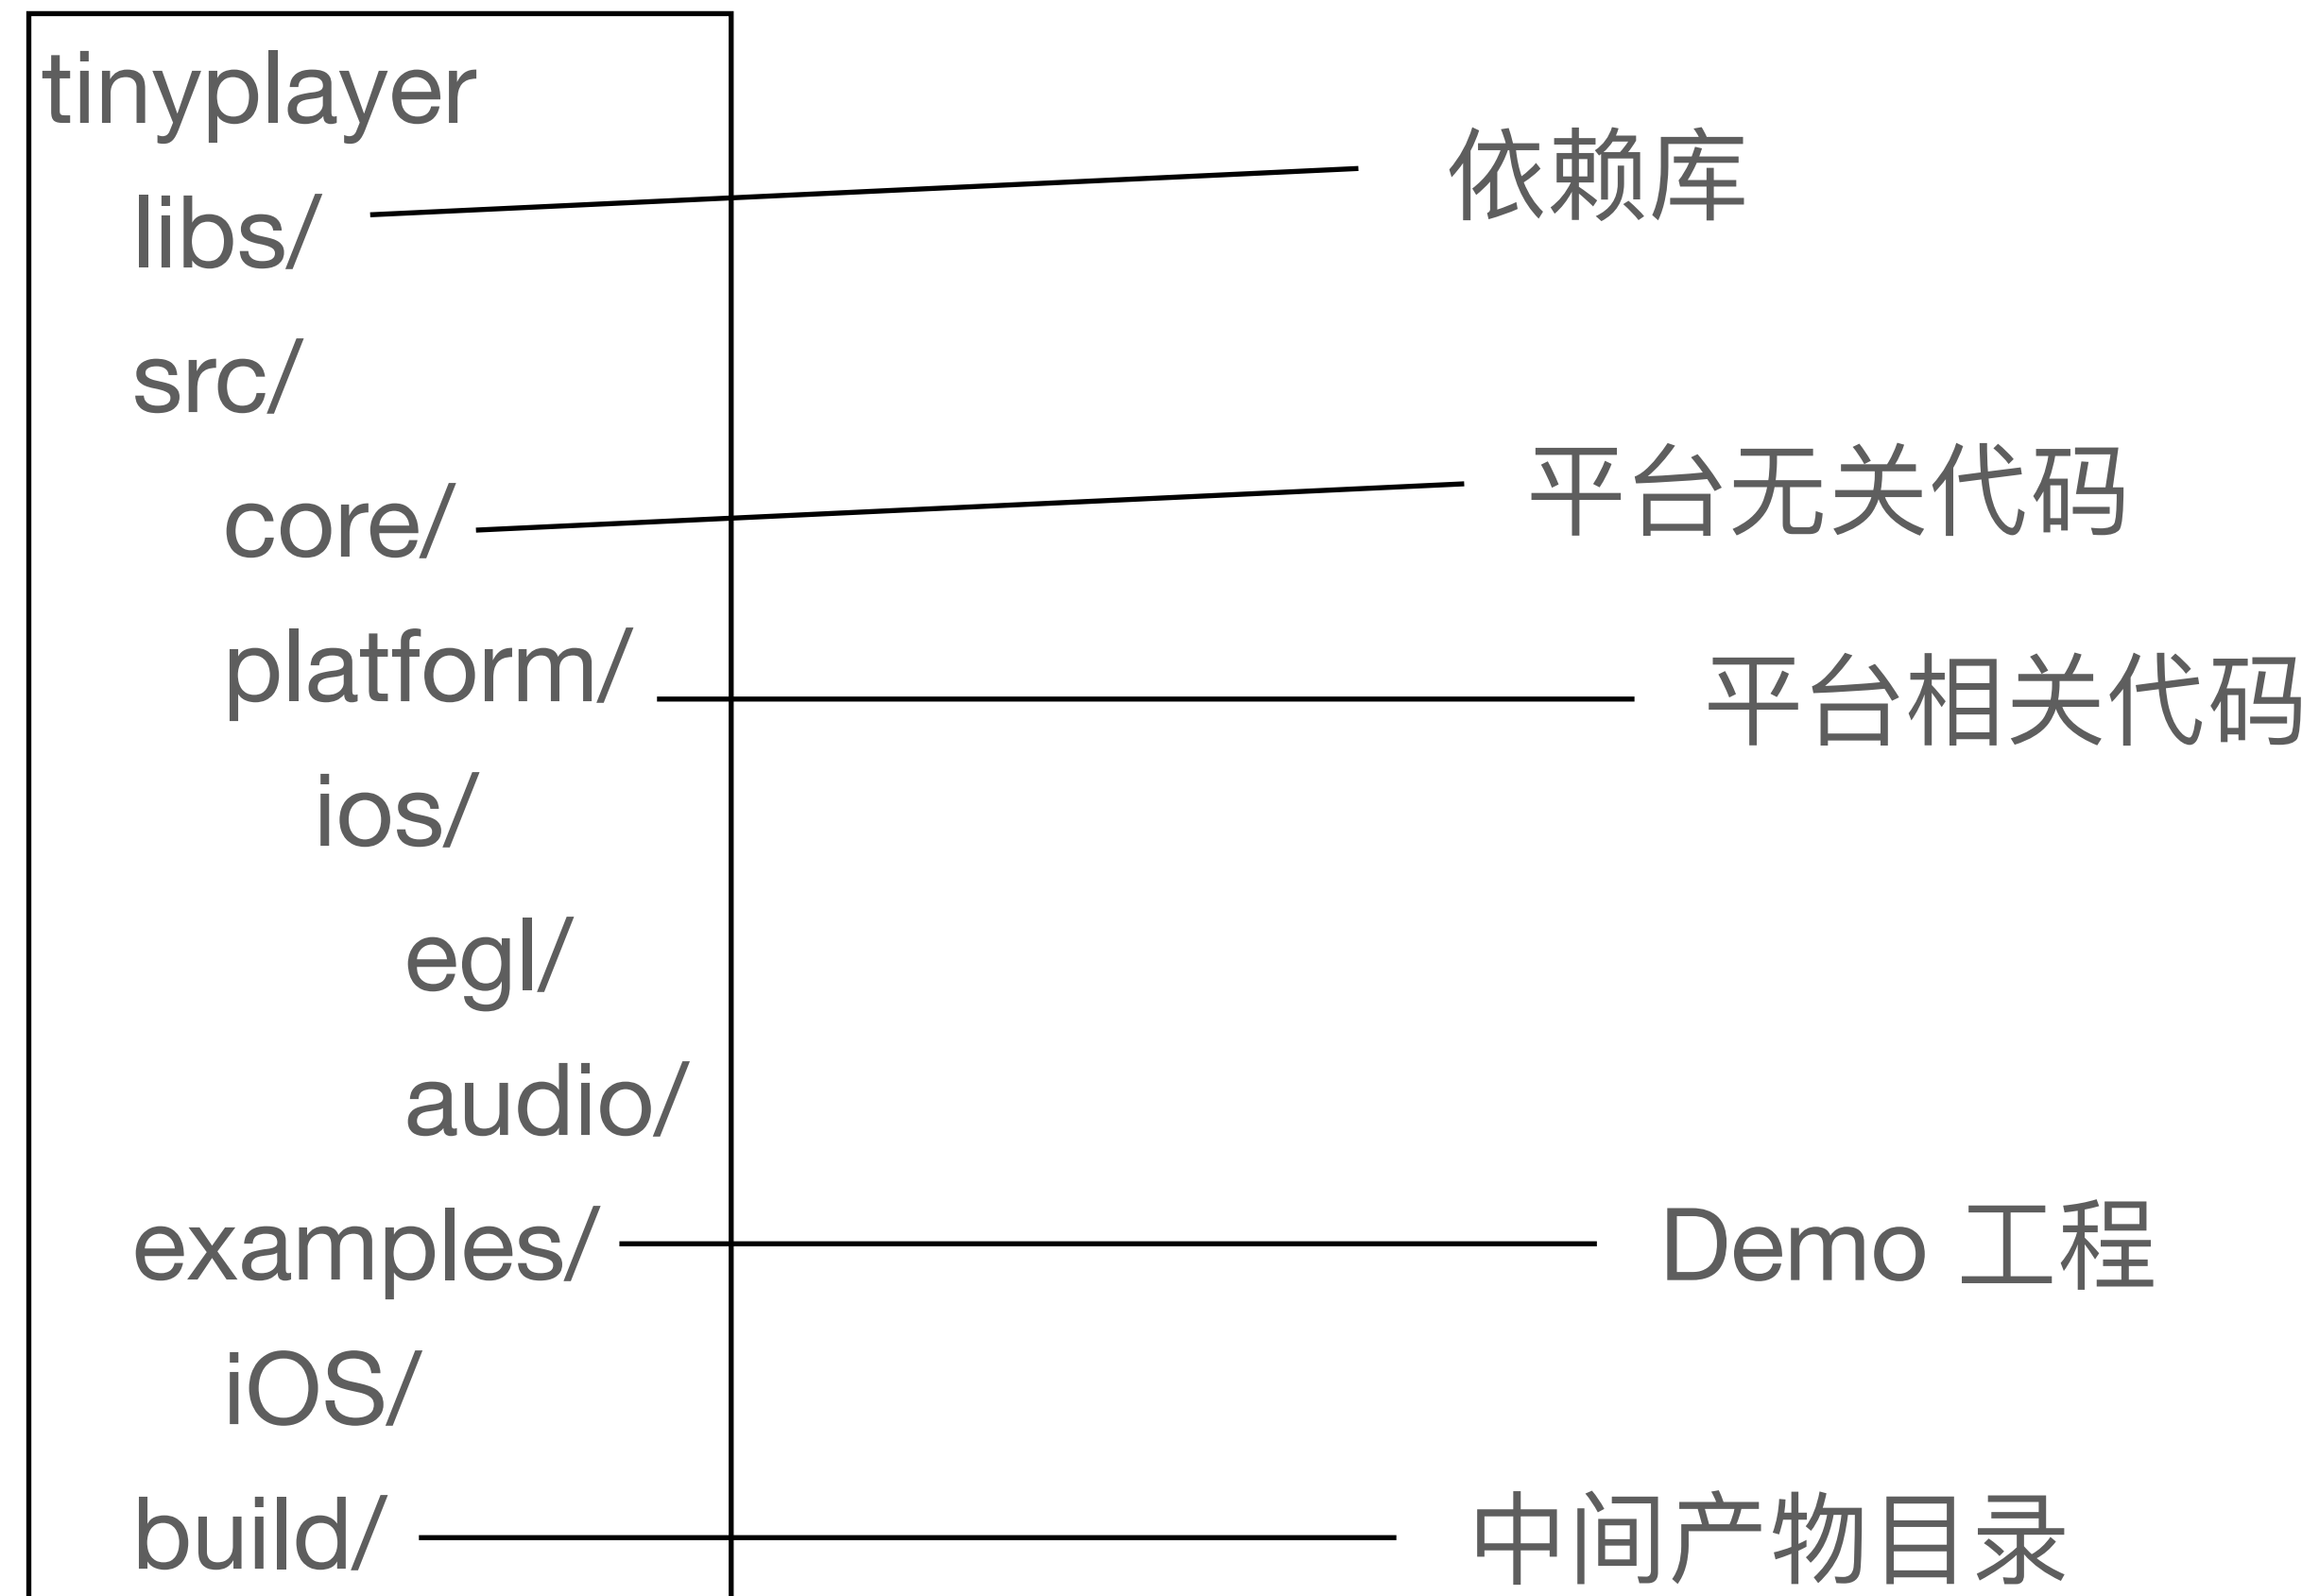 tinyplayer
libs/
依赖库
src/
core/
平台无关代码
platform/
平台相关代码
ios/
egl/
audio/
examples/
Demo 工程
iOS/
build/
中间产物目录